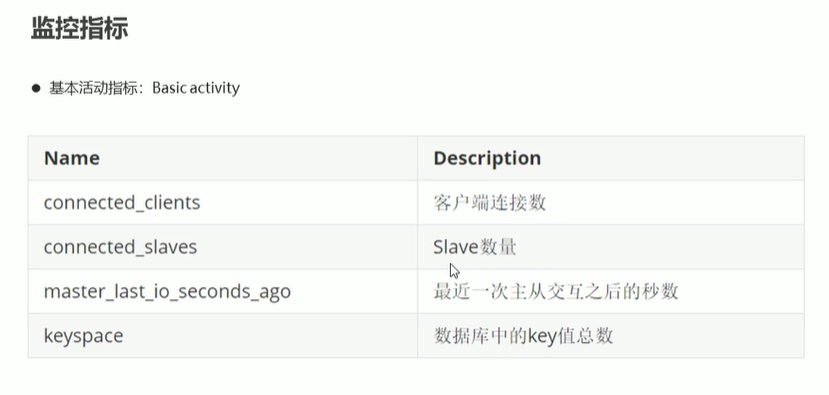 监控指标
基本活动指标：Basic activity
Name Description
connected_clients 客户端连接数
connected_slaves Slave数量
master_last_io_seconds_ago 最近一次主从交互之后的秒数
keyspace 数据库中的key值总数